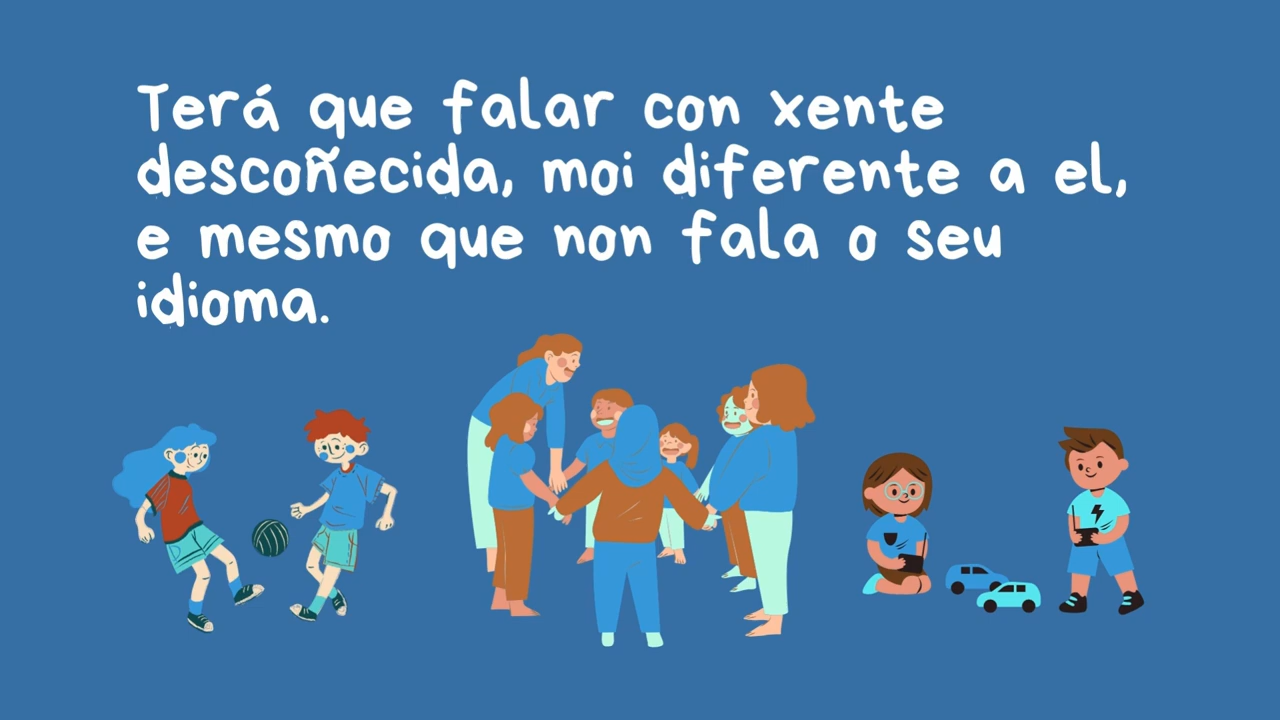 Terá que falar con xente
descoñecida, moi diferente a el,
e mesmo que non fala o seu
idioma.